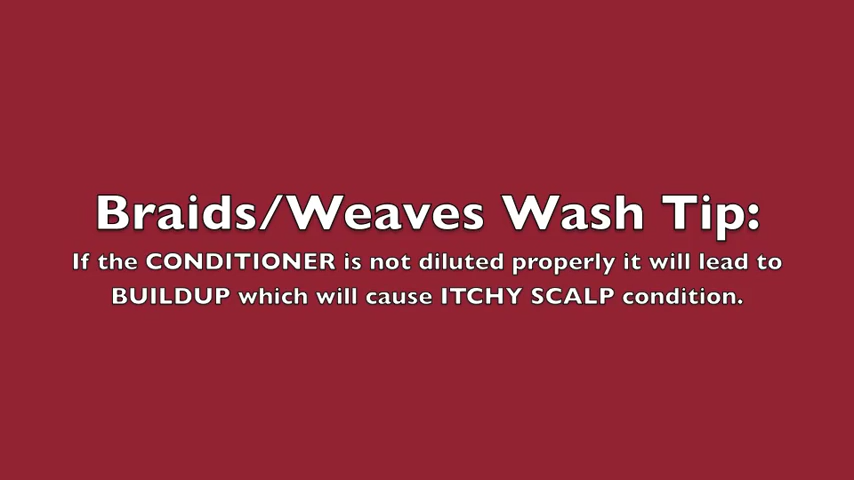 Braids/Weaves Wash Tip:
If the CONDITIONER is not diluted properly it will lead to
BUILDUP which will cause ITCHY SCALP condition.